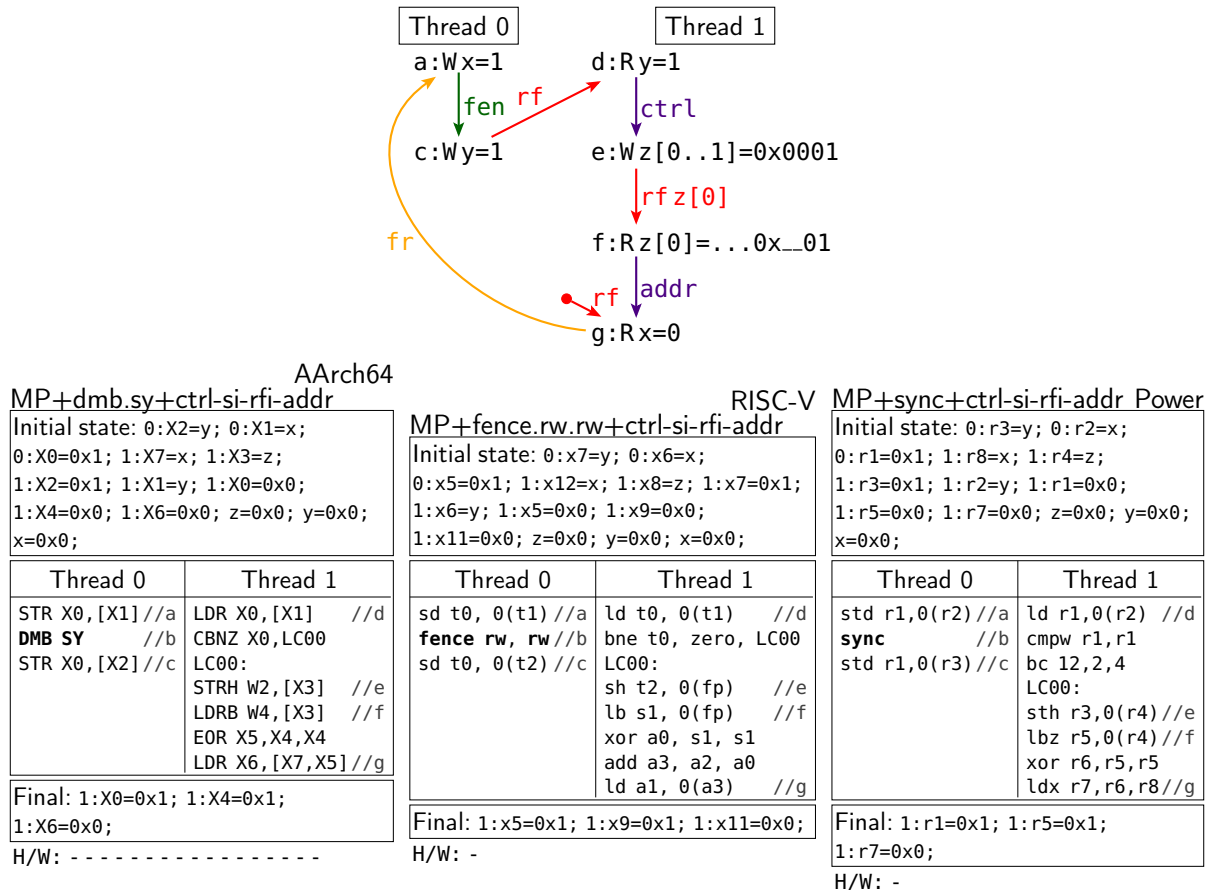 Thread 0 Thread 1
a:Wx=1 d:Ry=1
fen rf ctrl
c:Wy=1 e:Wz[0..1]=0x0001
rf z[0]
fr f:Rz[0]=...0x__01
rf addr
g:Rx=0
AArch64
MP+dmb.sy+ctrl-si-rfi-addr
Initial state: 0:X2=y; 0:X1=x;
0:X0=0x1; 1:X7=x; 1:X3=z;
1:X2=0x1; 1:X1=y; 1:X0=0x0;
1:X4=0x0; 1:X6=0x0; z=0x0; y=0x0;
x=0x0;
Thread 0 Thread 1
STR X0,[X1]//a LDR X0,[X1] //d
DMB SY //b CBNZ X0,LC00
STR X0,[X2]//c LC00:
STRH W2,[X3] //e
LDRB W4,[X3] //f
EOR X5,X4,X4
LDR X6,[X7,X5]//g
Final: 1:X0=0x1; 1:X4=0x1;
1:X6=0x0;
H/W: - - - - - - - - - - - - - - - - -
RISC-V
MP+fence.rw.rw+ctrl-si-rfi-addr
Initial state: 0:x7=y; 0:x6=x;
0:x5=0x1; 1:x12=x; 1:x8=z; 1:x7=0x1;
1:x6=y; 1:x5=0x0; 1:x9=0x0;
1:x11=0x0; z=0x0; y=0x0; x=0x0;
Thread 0 Thread 1
sd t0, 0(t1)//a ld t0, 0(t1) //d
fence rw, rw//b bne t0, zero, LC00
sd t0, 0(t2)//c LC00:
sh t2, 0(fp) //e
lb s1, 0(fp) //f
xor a0, s1, s1
add a3, a2, a0
ld a1, 0(a3) //g
Final: 1:x5=0x1; 1:x9=0x1; 1:x11=0x0;
H/W: -
MP+sync+ctrl-si-rfi-addr Power
Initial state: 0:r3=y; 0:r2=x;
0:r1=0x1; 1:r8=x; 1:r4=z;
1:r3=0x1; 1:r2=y; 1:r1=0x0;
1:r5=0x0; 1:r7=0x0; z=0x0; y=0x0;
x=0x0;
Thread 0 Thread 1
std r1,0(r2)//a ld r1,0(r2) //d
sync //b cmpw r1,r1
std r1,0(r3)//c bc 12,2,4
LC00:
sth r3,0(r4)//e
lbz r5,0(r4)//f
xor r6,r5,r5
ldx r7,r6,r8//g
Final: 1:r1=0x1; 1:r5=0x1;
1:r7=0x0;
H/W: -